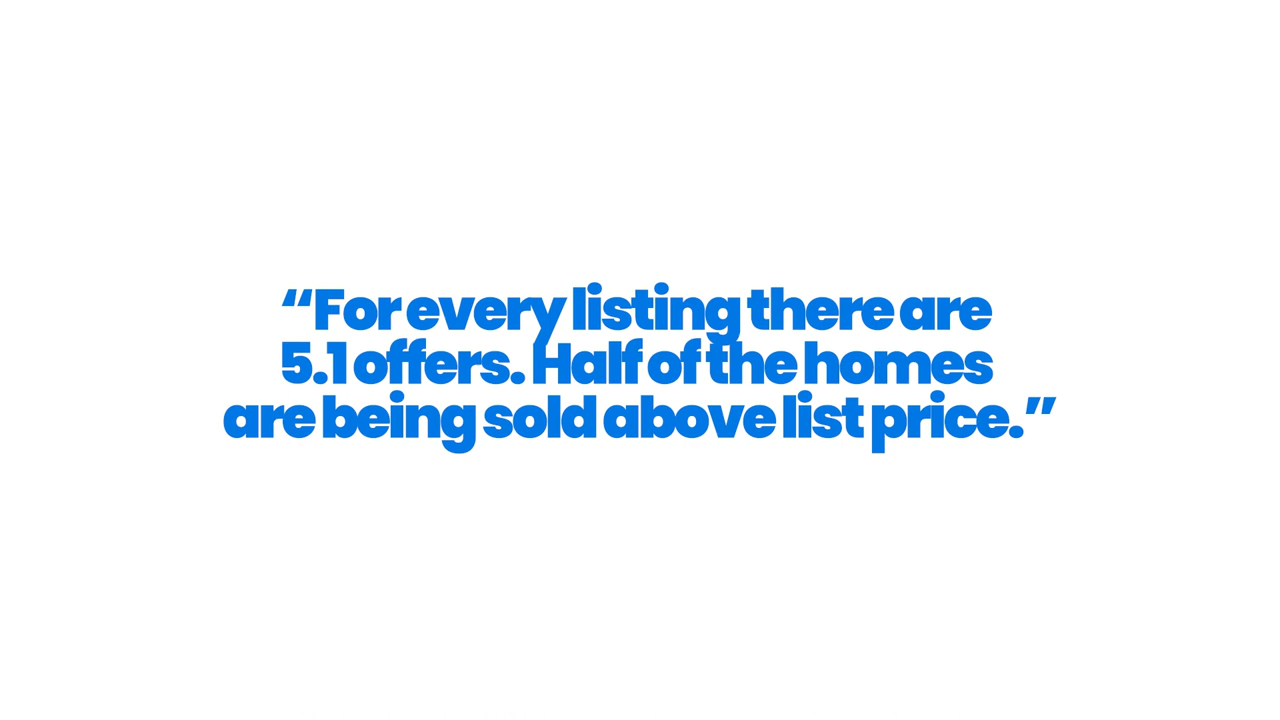 “For every listing there are
5.1 offers. Half of the homes
are being sold above list price.”